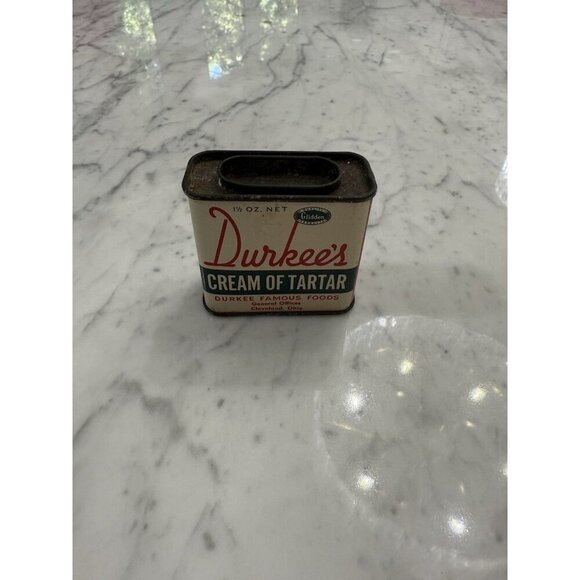 1½ OZ. NET
Glidden
Durkee's
CREAM OF TARTAR
DURKEE FAMOUS FOODS
General Offices
Cleveland, Ohio